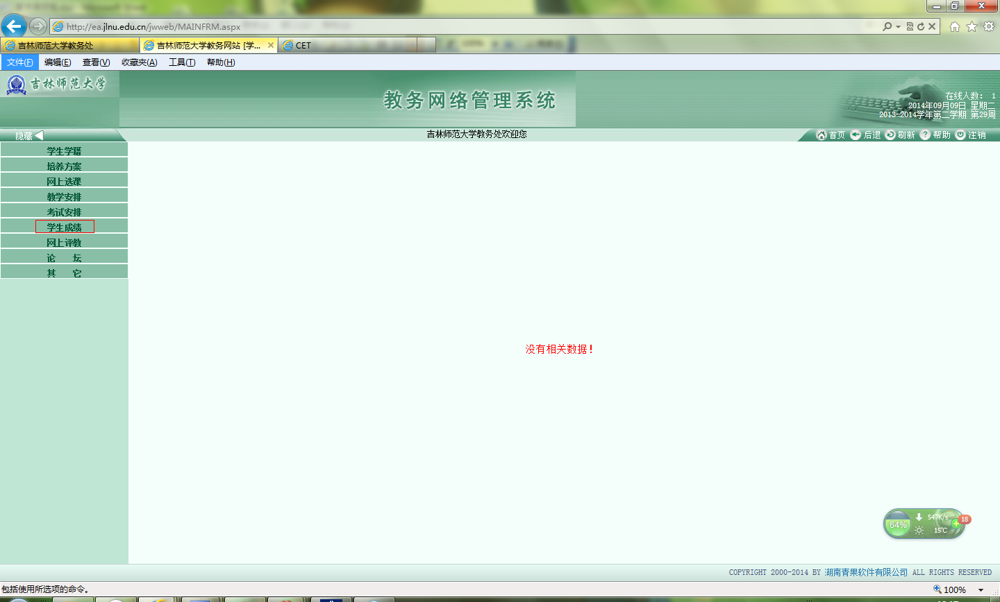 http://ea.jlnu.edu.cn/jwweb/MAINFRM.aspx
吉林师范大学教务处
吉林师范大学教务网站 [学...
CET
文件(F) 编辑(E) 查看(V) 收藏夹(A) 工具(T) 帮助(H)
吉林师范大学
教务网络管理系统
在线人数： 1
2014年09月09日 星期二
2013-2014学年第二学期 第29周
隐藏
吉林师范大学教务处欢迎您
首页 后退 刷新 帮助 注销
学生学籍
培养方案
网上选课
教学安排
考试安排
学生成绩
网上评教
论 坛
其 它
没有相关数据！
64%
547K/s
18
15℃
COPYRIGHT 2000-2014 BY 湖南青果软件有限公司 ALL RIGHTS RESERVED
包括使用所选项的命令。
100%